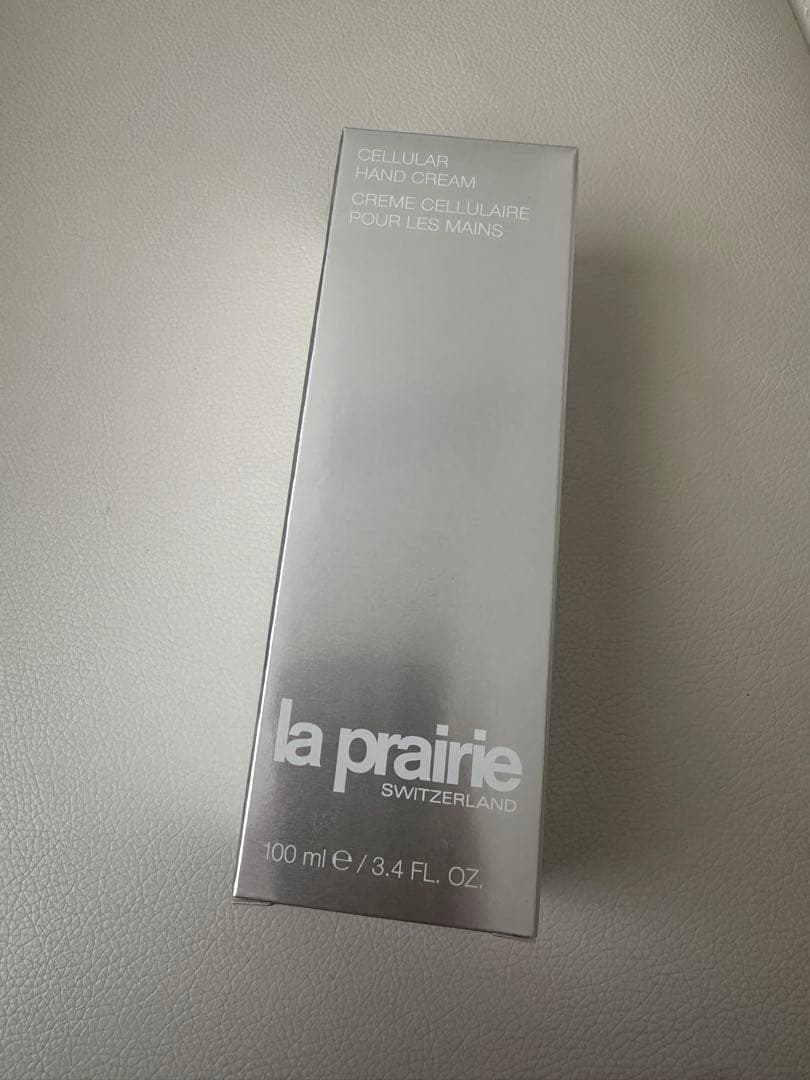 CELLULAR
HAND CREAM
CREME CELLULAIRE
POUR LES MAINS
la prairie
SWITZERLAND
100 ml ℮ / 3.4 FL. OZ.